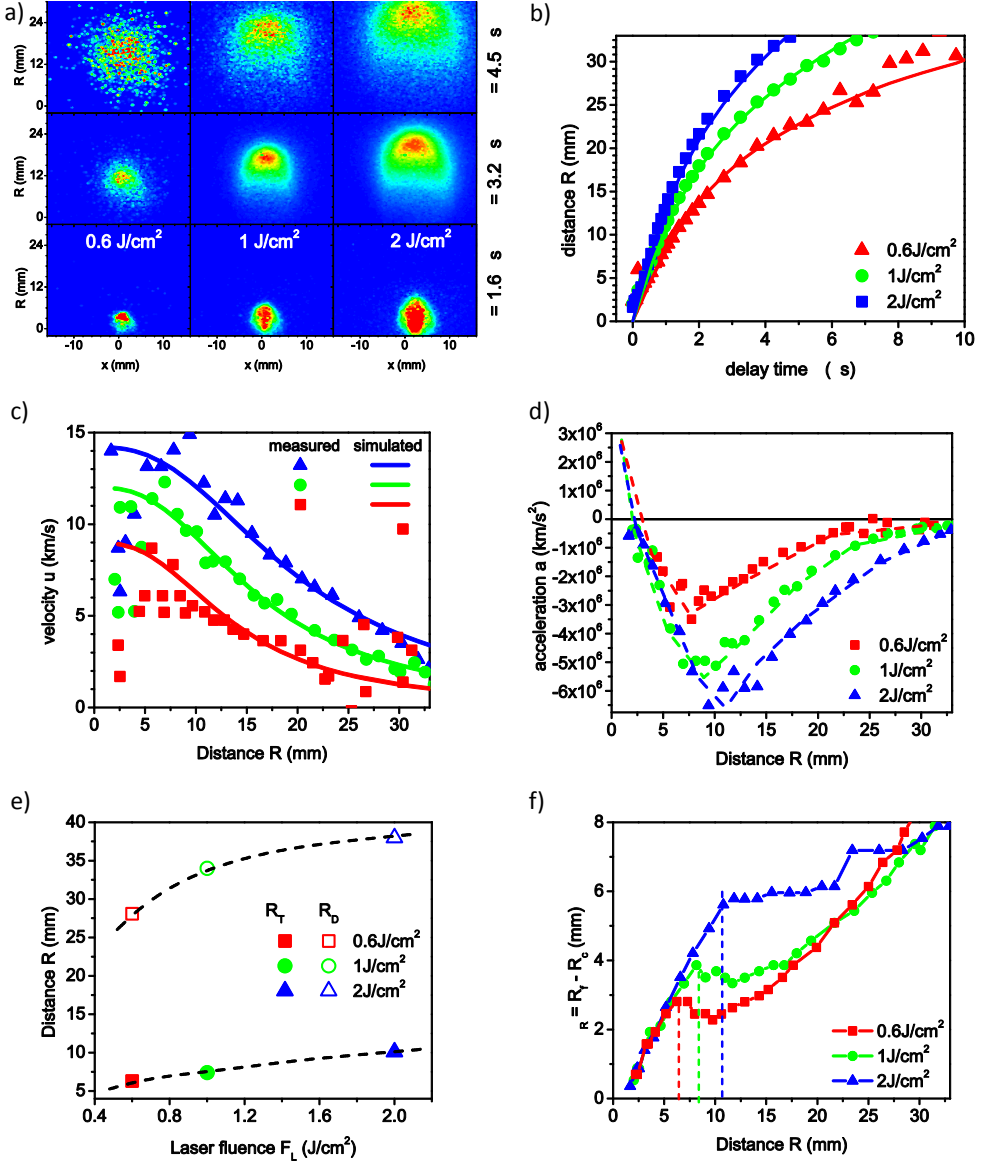 a)
24
12
0
R (mm)
= 4.5 s
24
12
0
R (mm)
= 3.2 s
0.6 J/cm²
1 J/cm²
2 J/cm²
24
12
0
R (mm)
= 1.6 s
-10 0 10
-10 0 10
-10 0 10
x (mm)
x (mm)
x (mm)
b)
30
25
20
15
10
5
0
distance R (mm)
0.6J/cm²
1J/cm²
2J/cm²
0 2 4 6 8 10
delay time ( s)
c)
15
10
5
0
velocity u (km/s)
measured simulated
0 5 10 15 20 25 30
Distance R (mm)
d)
3x10⁶
2x10⁶
1x10⁶
0
-1x10⁶
-2x10⁶
-3x10⁶
-4x10⁶
-5x10⁶
-6x10⁶
acceleration a (km/s²)
0.6J/cm²
1J/cm²
2J/cm²
0 5 10 15 20 25 30
Distance R (mm)
e)
40
35
30
25
20
15
10
5
Distance R (mm)
R_T R_D
0.6J/cm²
1J/cm²
2J/cm²
0.4 0.8 1.2 1.6 2.0
Laser fluence F_L (J/cm²)
f)
8
6
4
2
0
R = R_f - R_c (mm)
0.6J/cm²
1J/cm²
2J/cm²
0 5 10 15 20 25 30
Distance R (mm)